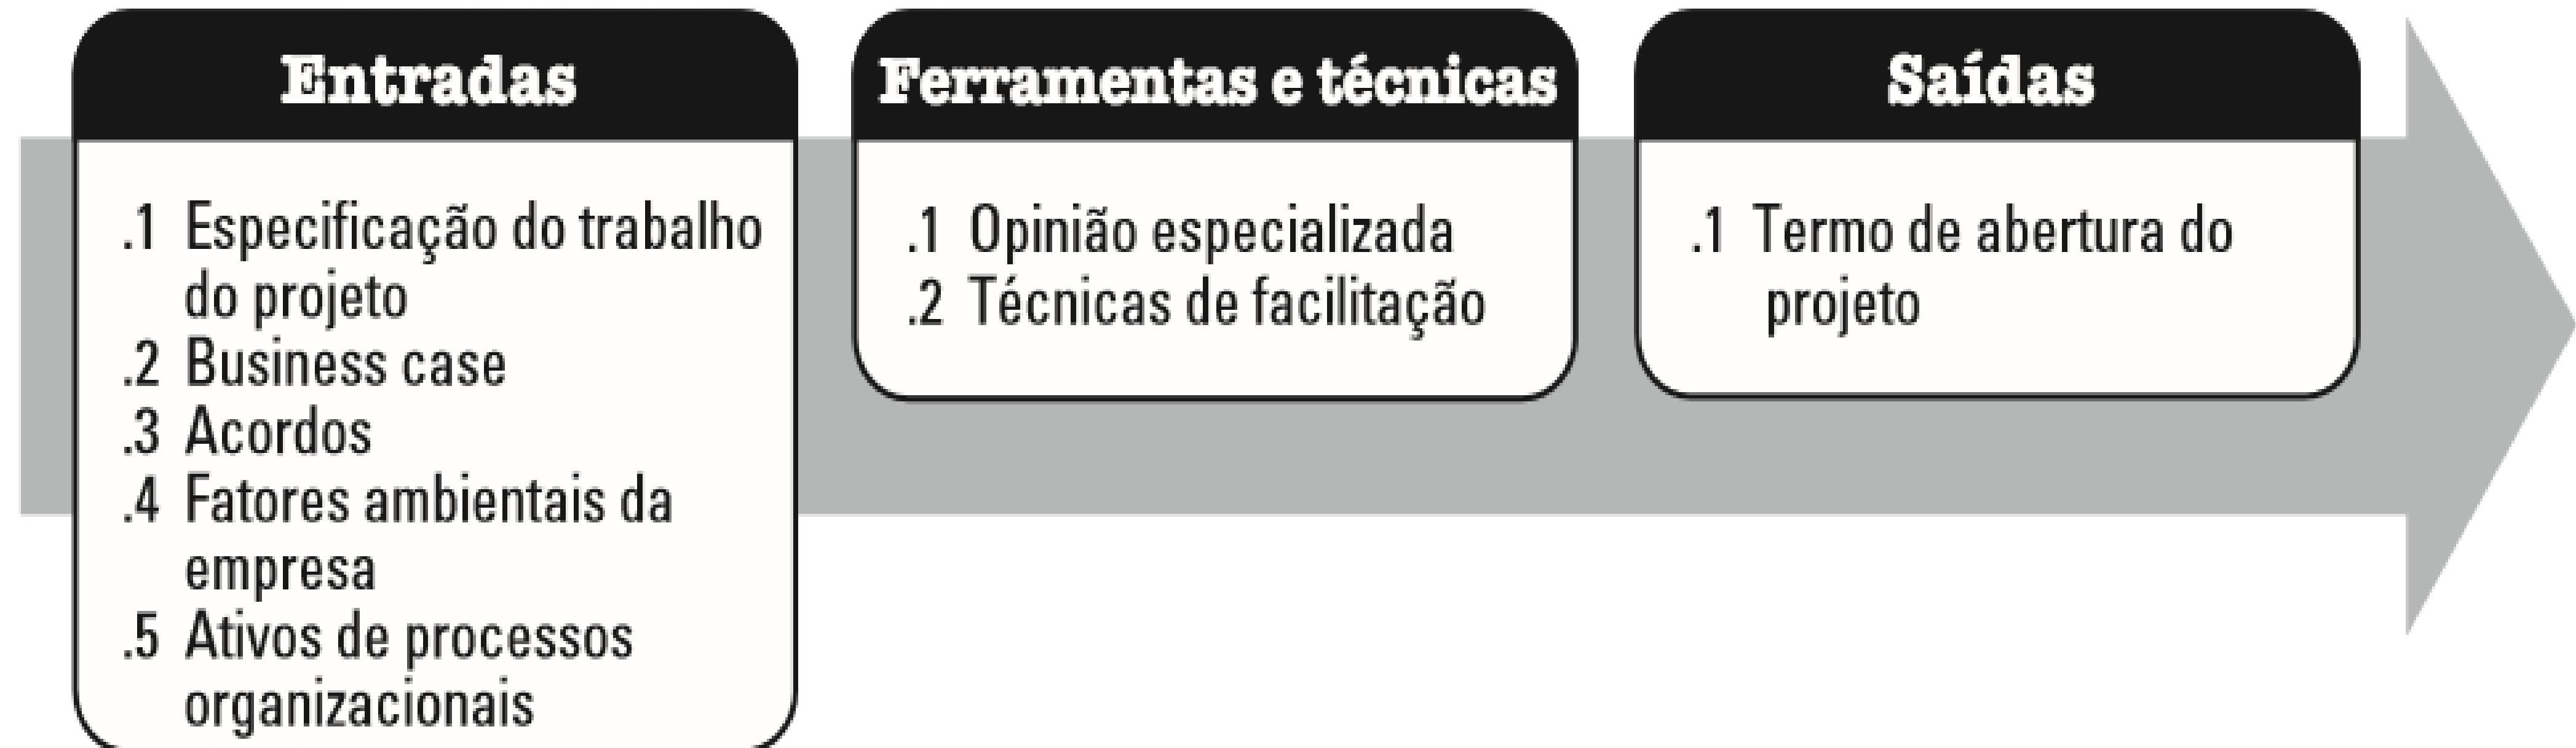 Entradas
.1 Especificação do trabalho
do projeto
.2 Business case
.3 Acordos
.4 Fatores ambientais da
empresa
.5 Ativos de processos
organizacionais
Ferramentas e técnicas
.1 Opinião especializada
.2 Técnicas de facilitação
Saídas
.1 Termo de abertura do
projeto